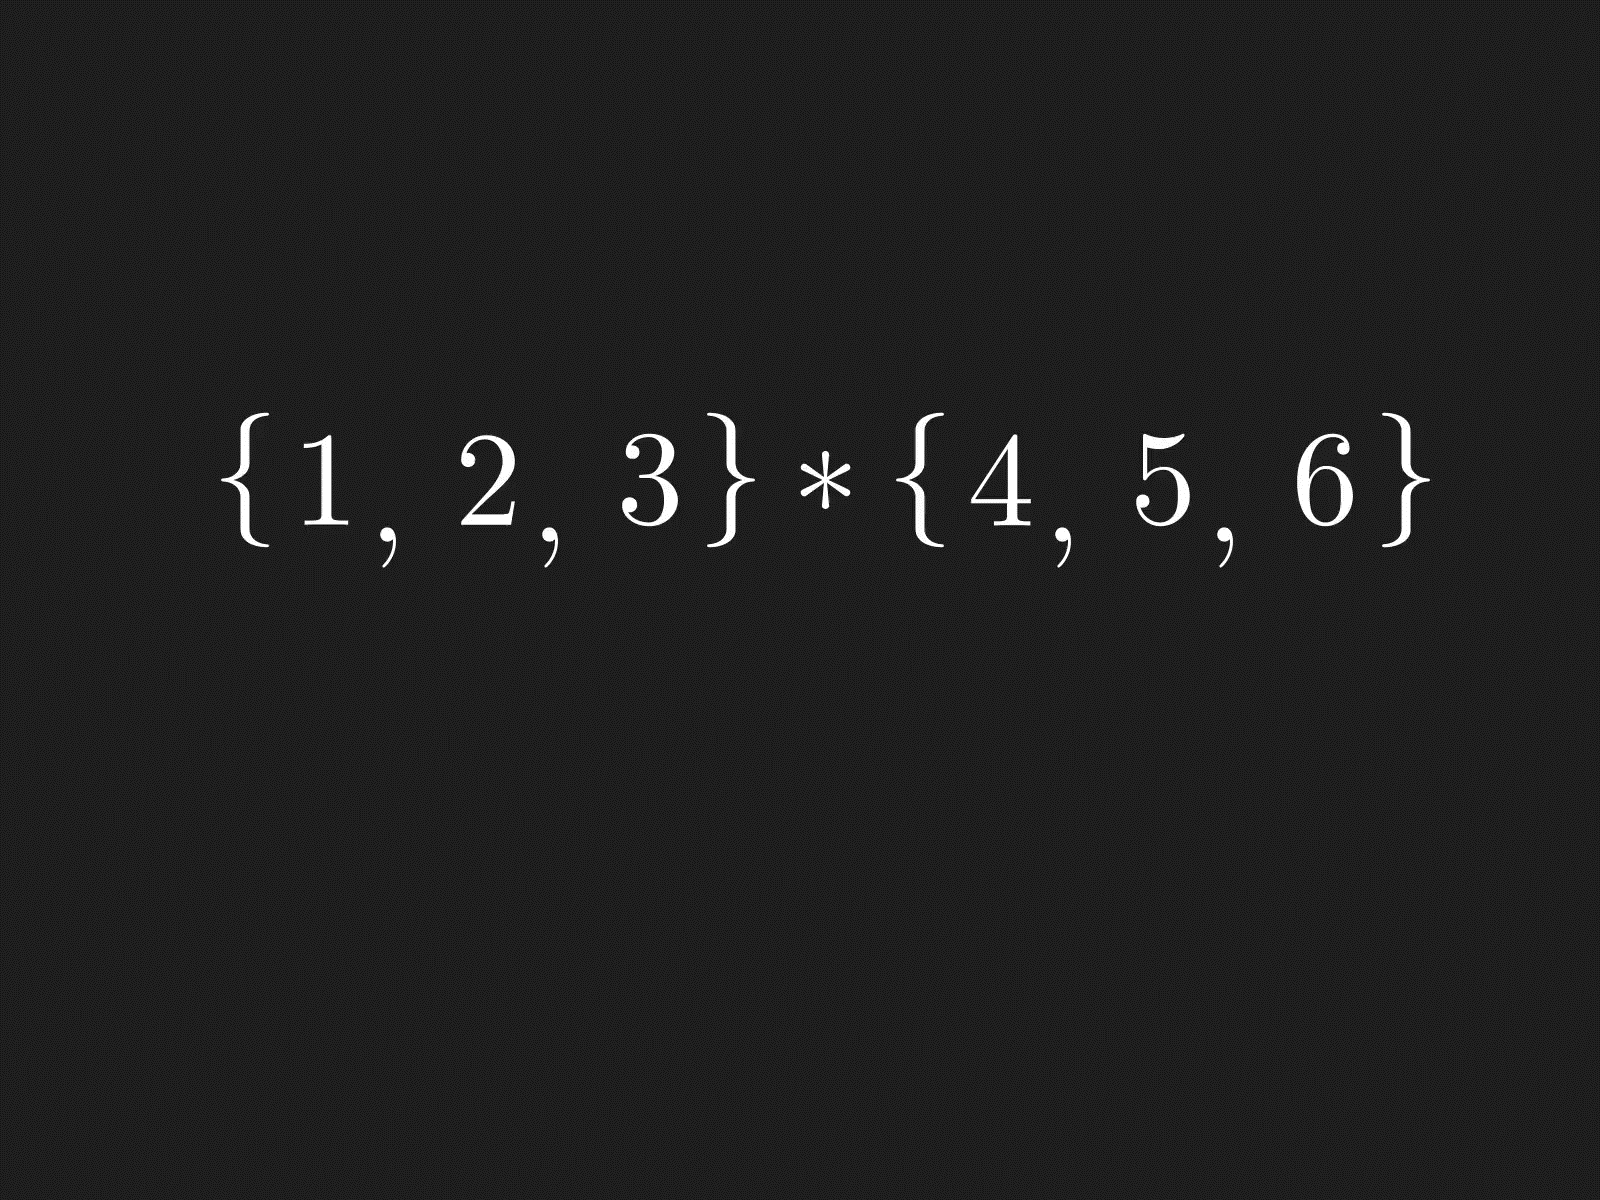 {1, 2, 3} * {4, 5, 6}